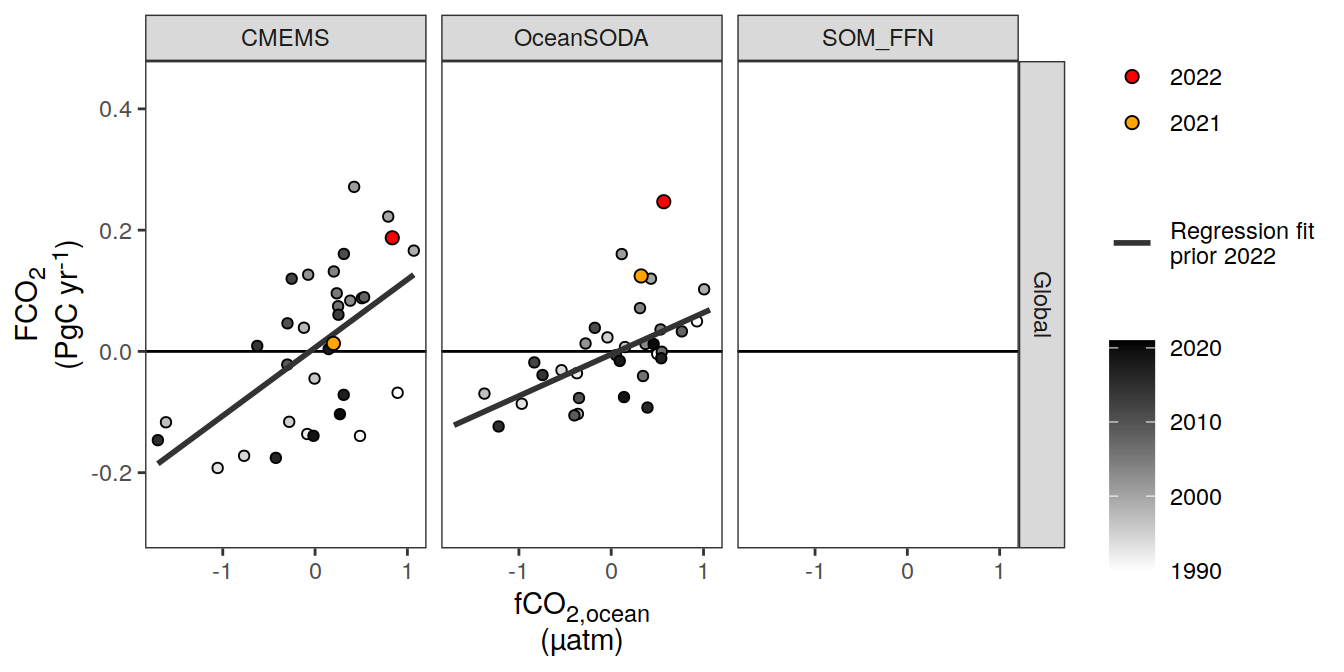 CMEMS
OceanSODA
SOM_FFN
Global
0.4
0.2
0.0
-0.2
FCO2
(PgC yr-1)
-1 0 1
-1 0 1
-1 0 1
fCO2,ocean
(µatm)
2022
2021
Regression fit
prior 2022
2020
2010
2000
1990